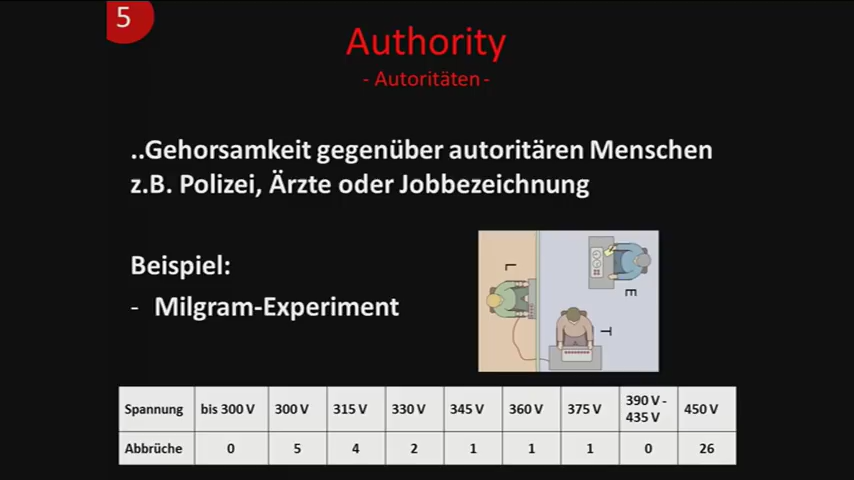 5
Authority
- Autoritäten -
..Gehorsamkeit gegenüber autoritären Menschen
z.B. Polizei, Ärzte oder Jobbezeichnung
Beispiel:
- Milgram-Experiment
L
E
T
Spannung bis 300 V 300 V 315 V 330 V 345 V 360 V 375 V 390 V - 435 V 450 V
Abbrüche 0 5 4 2 1 1 1 0 26